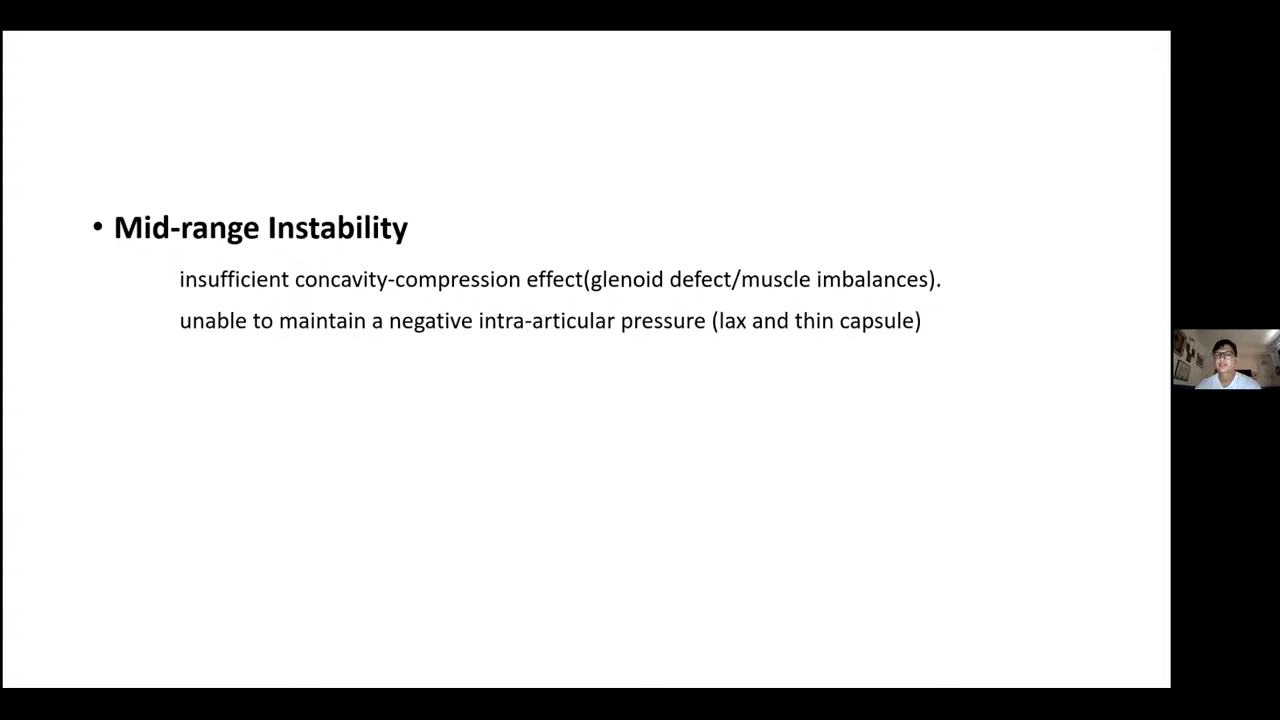 • Mid-range Instability
insufficient concavity-compression effect(glenoid defect/muscle imbalances).
unable to maintain a negative intra-articular pressure (lax and thin capsule)